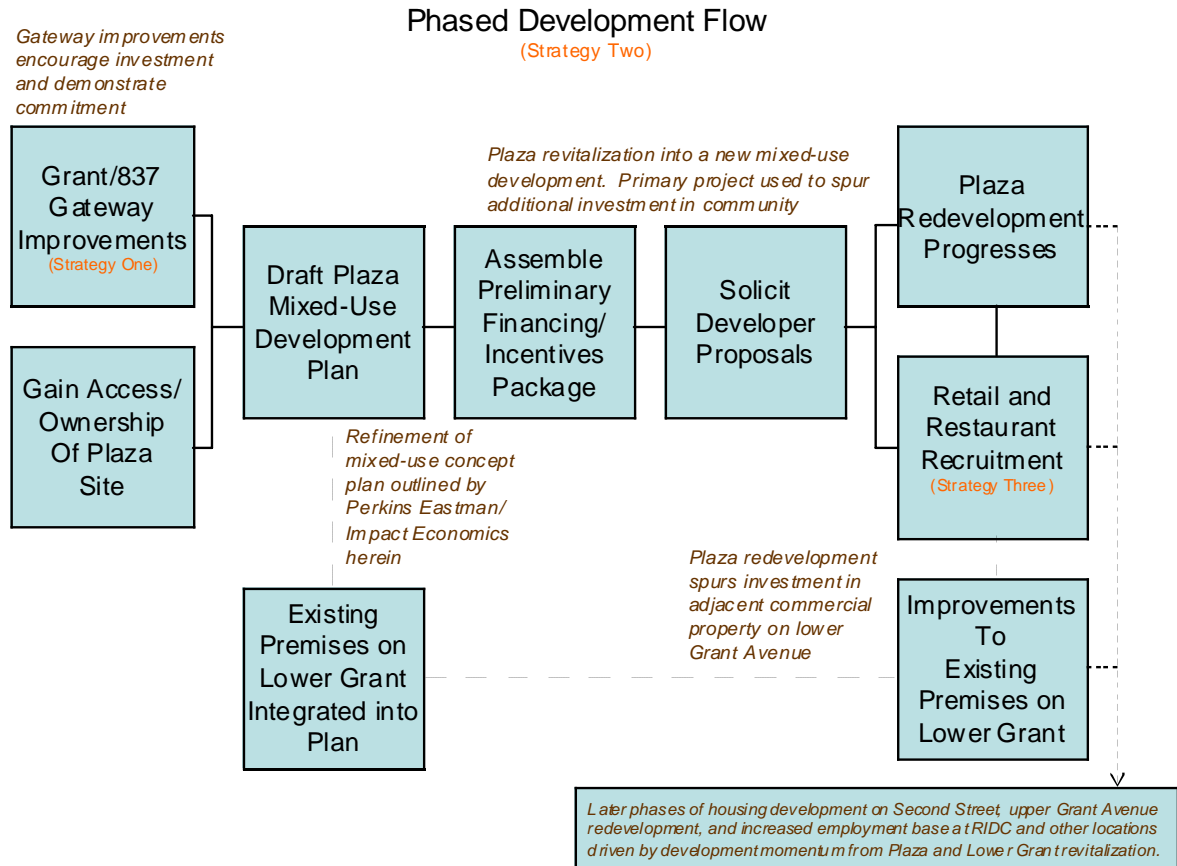 Phased Development Flow
(Strategy Two)
Gateway improvements
encourage investment
and demonstrate
commitment
Grant/837
Gateway
Improvements
(Strategy One)
Gain Access/
Ownership
Of Plaza
Site
Draft Plaza
Mixed-Use
Development
Plan
Plaza revitalization into a new mixed-use
development. Primary project used to spur
additional investment in community
Assemble
Preliminary
Financing/
Incentives
Package
Solicit
Developer
Proposals
Plaza
Redevelopment
Progresses
Retail and
Restaurant
Recruitment
(Strategy Three)
Refinement of
mixed-use concept
plan outlined by
Perkins Eastman/
Impact Economics
herein
Existing
Premises on
Lower Grant
Integrated into
Plan
Plaza redevelopment
spurs investment in
adjacent commercial
property on lower
Grant Avenue
Improvements
To
Existing
Premises on
Lower Grant
Later phases of housing development on Second Street, upper Grant Avenue
redevelopment, and increased employment base at RIDC and other locations
driven by development momentum from Plaza and Lower Grant revitalization.